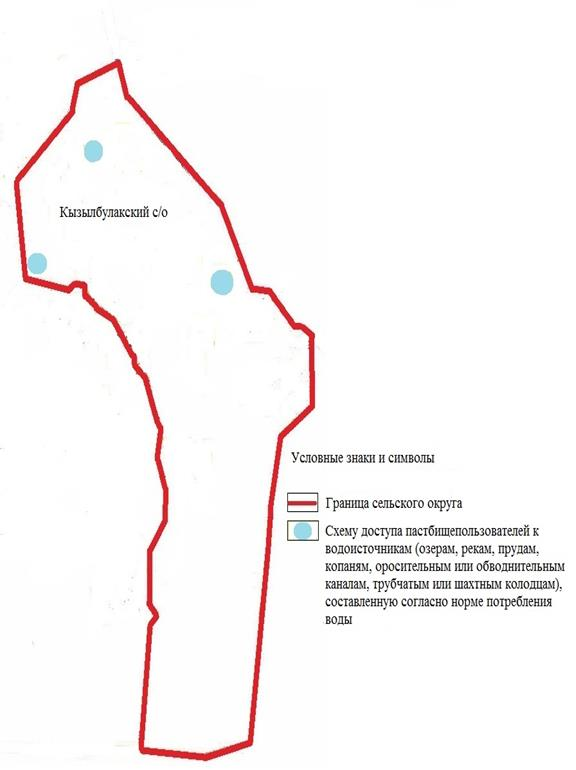 Кызылбулакский с/о
Условные знаки и символы
Граница сельского округа
Схему доступа пастбищепользователей к
водоисточникам (озерам, рекам, прудам,
копаням, оросительным или обводнительным
каналам, трубчатым или шахтным колодцам),
составленную согласно норме потребления
воды